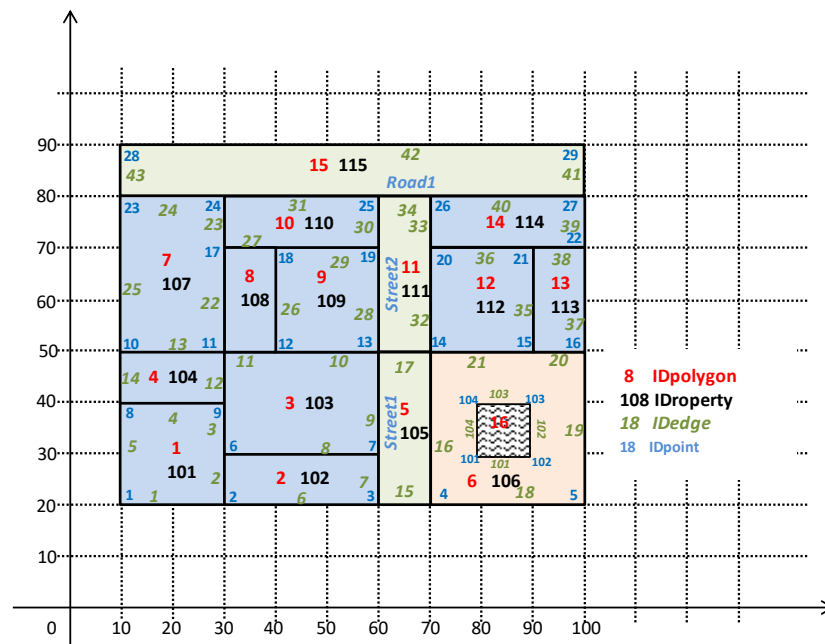 90
28 42 29
15 115
43 41
Road1
80
23 24 24 31 25 34 26 40 27
23 10 110 30 33 14 114 39
22
70
17 27 18 29 19 20 36 21 38
7 8 9 11 12 13
107 108 109 111 112 113
60
25 22 26 28 Street2 32 35 37
10 13 11 12 13 14 15 16
50
11 10 17 21 20
14 4 104 12
40
8 9 104 103 103
4 3 3 103 9 5 104 16 102 19
5 1 105 Street1 16
101 6 8 7 101 101 102
30
2 2 102 7 6 106
1 1 2 6 3 15 4 18 5
20
10
0 10 20 30 40 50 60 70 80 90 100
8 IDpolygon
108 IDroperty
18 IDedge
18 IDpoint